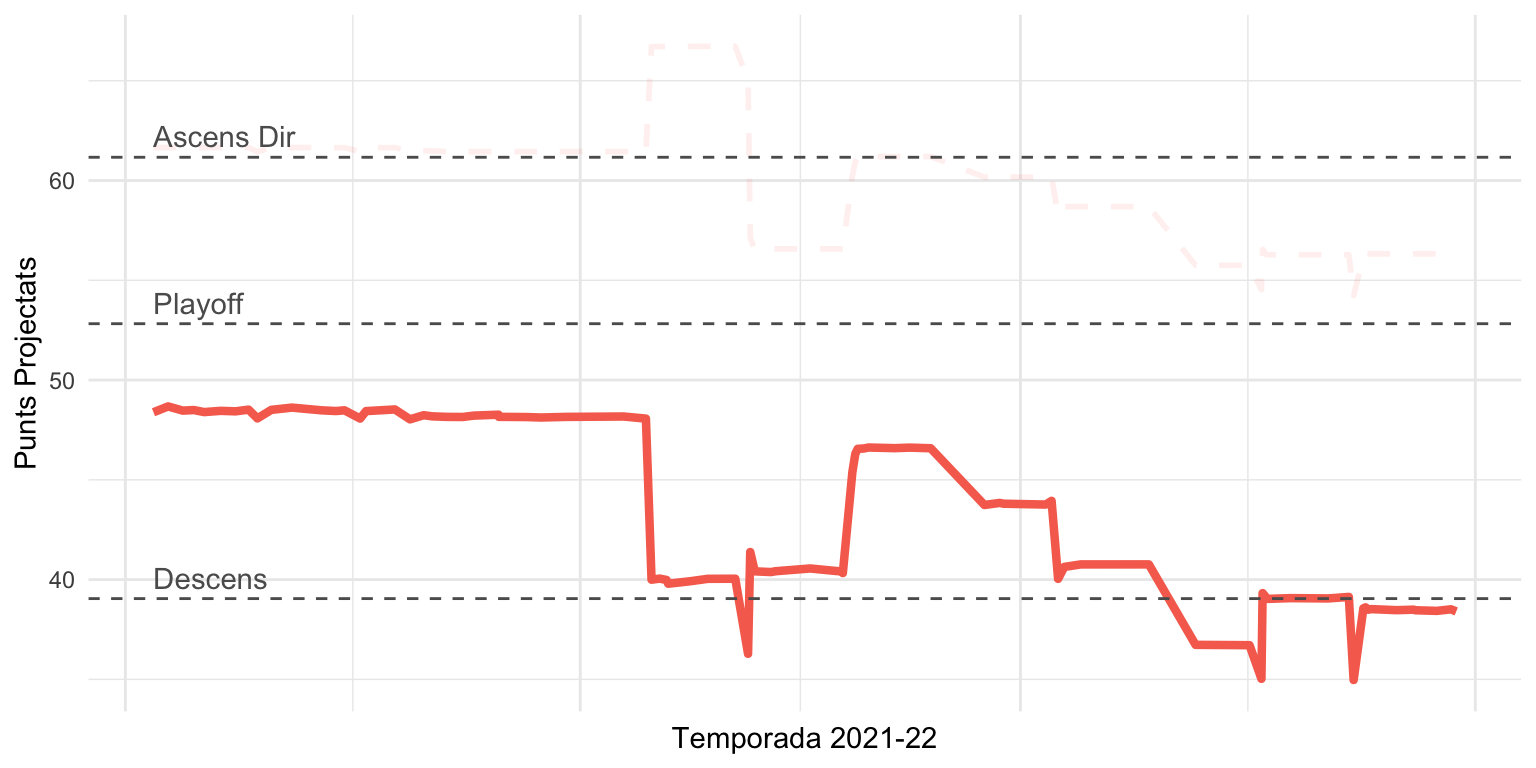 Ascens Dir
60
Playoff
50
Descens
40
Punts Projectats
Temporada 2021-22